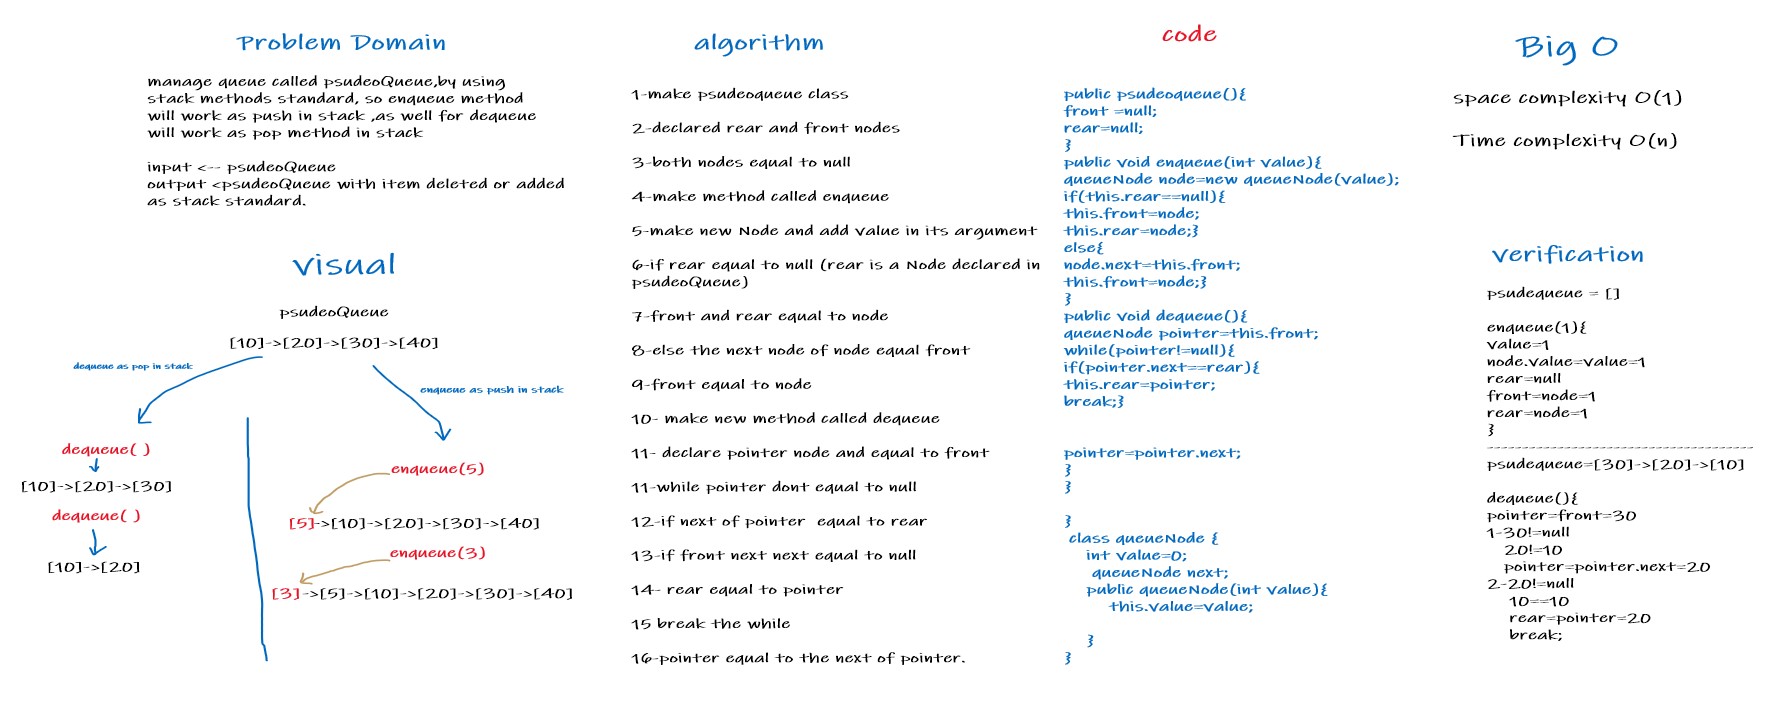 Problem Domain
manage queue called psudeoQueue,by using
stack methods standard, so enqueue method
will work as push in stack ,as well for dequeue
will work as pop method in stack
input <-- psudeoQueue
output <psudeoQueue with item deleted or added
as stack standard.
visual
psudeoQueue
[10]->[20]->[30]->[40]
dequeue as pop in stack
enqueue as push in stack
dequeue( )
[10]->[20]->[30]
dequeue( )
[10]->[20]
enqueue(5)
[5]->[10]->[20]->[30]->[40]
enqueue(3)
[3]->[5]->[10]->[20]->[30]->[40]
algorithm
1-make psudeoqueue class
2-declared rear and front nodes
3-both nodes equal to null
4-make method called enqueue
5-make new Node and add value in its argument
6-if rear equal to null (rear is a Node declared in
psudeoQueue)
7-front and rear equal to node
8-else the next node of node equal front
9-front equal to node
10- make new method called dequeue
11- declare pointer node and equal to front
11-while pointer dont equal to null
12-if next of pointer  equal to rear
13-if front next next equal to null
14- rear equal to pointer
15 break the while
16-pointer equal to the next of pointer.
code
public psudeoqueue(){
front =null;
rear=null;
}
public void enqueue(int value){
queueNode node=new queueNode(value);
if(this.rear==null){
this.front=node;
this.rear=node;}
else{
node.next=this.front;
this.front=node;}
}
public void dequeue(){
queueNode pointer=this.front;
while(pointer!=null){
if(pointer.next==rear){
this.rear=pointer;
break;}
pointer=pointer.next;
}
}
}
class queueNode {
int value=0;
queueNode next;
public queueNode(int value){
this.value=value;
}
}
Big O
space complexity O(1)
Time complexity O(n)
verification
psudequeue = []
enqueue(1){
value=1
node.value=value=1
rear=null
front=node=1
rear=node=1
}
psudequeue=[30]->[20]->[10]
dequeue(){
pointer=front=30
1-30!=null
20!=10
pointer=pointer.next=20
2-20!=null
10==10
rear=pointer=20
break;